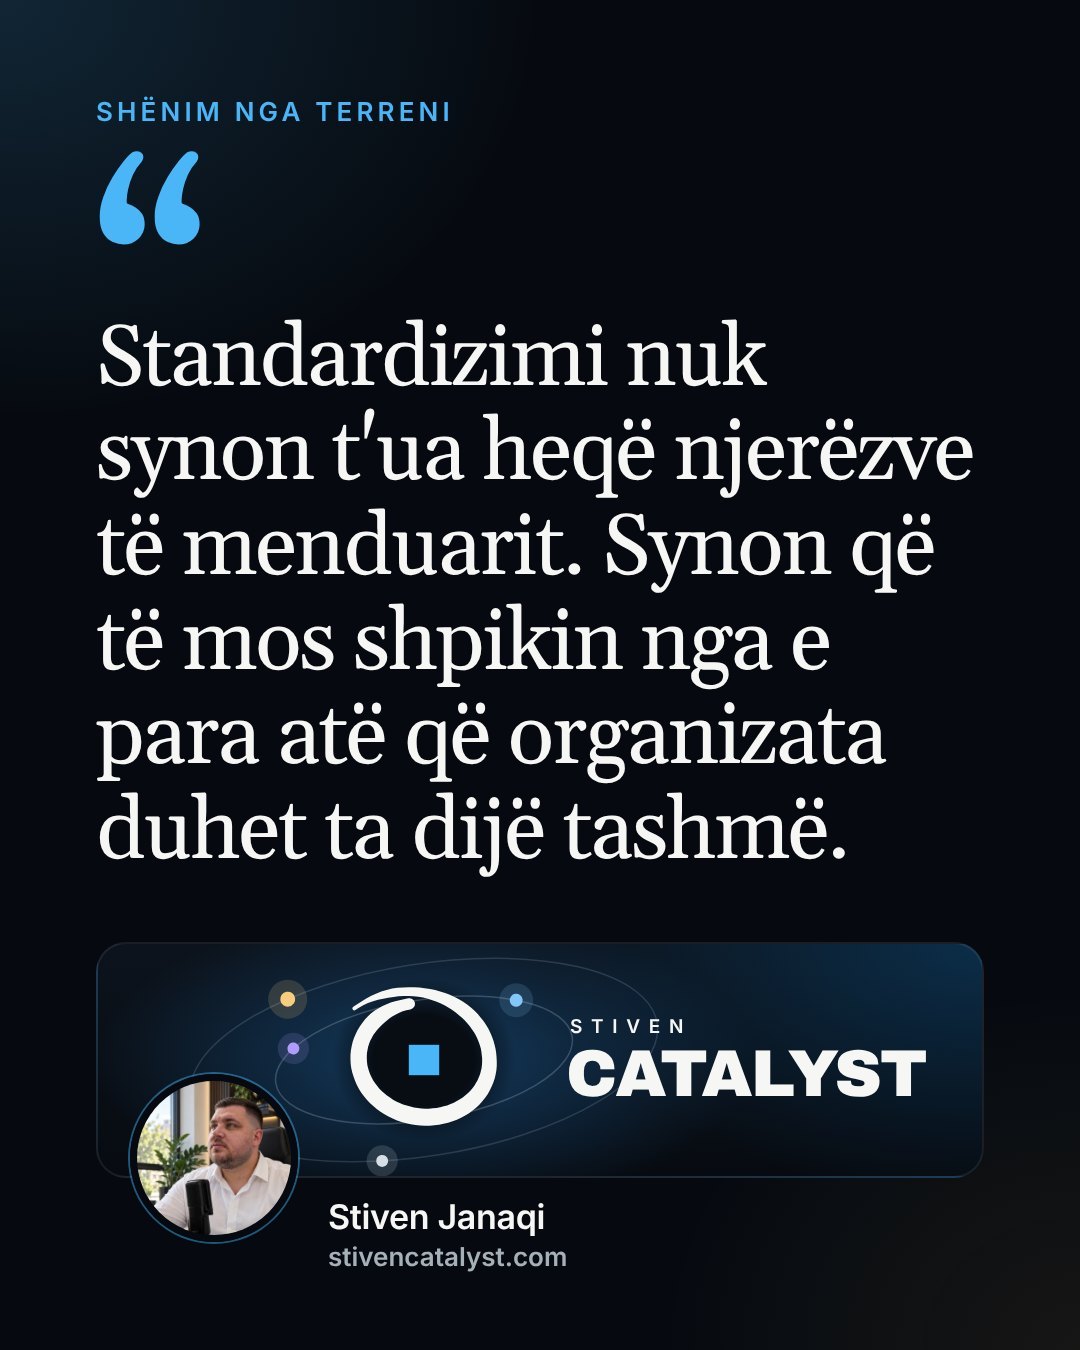 SHËNIM NGA TERRENI
“
Standardizimi nuk
synon t'ua heqë njerëzve
të menduarit. Synon që
të mos shpikin nga e
para atë që organizata
duhet ta dijë tashmë.
STIVEN
CATALYST
Stiven Janaqi
stivencatalyst.com